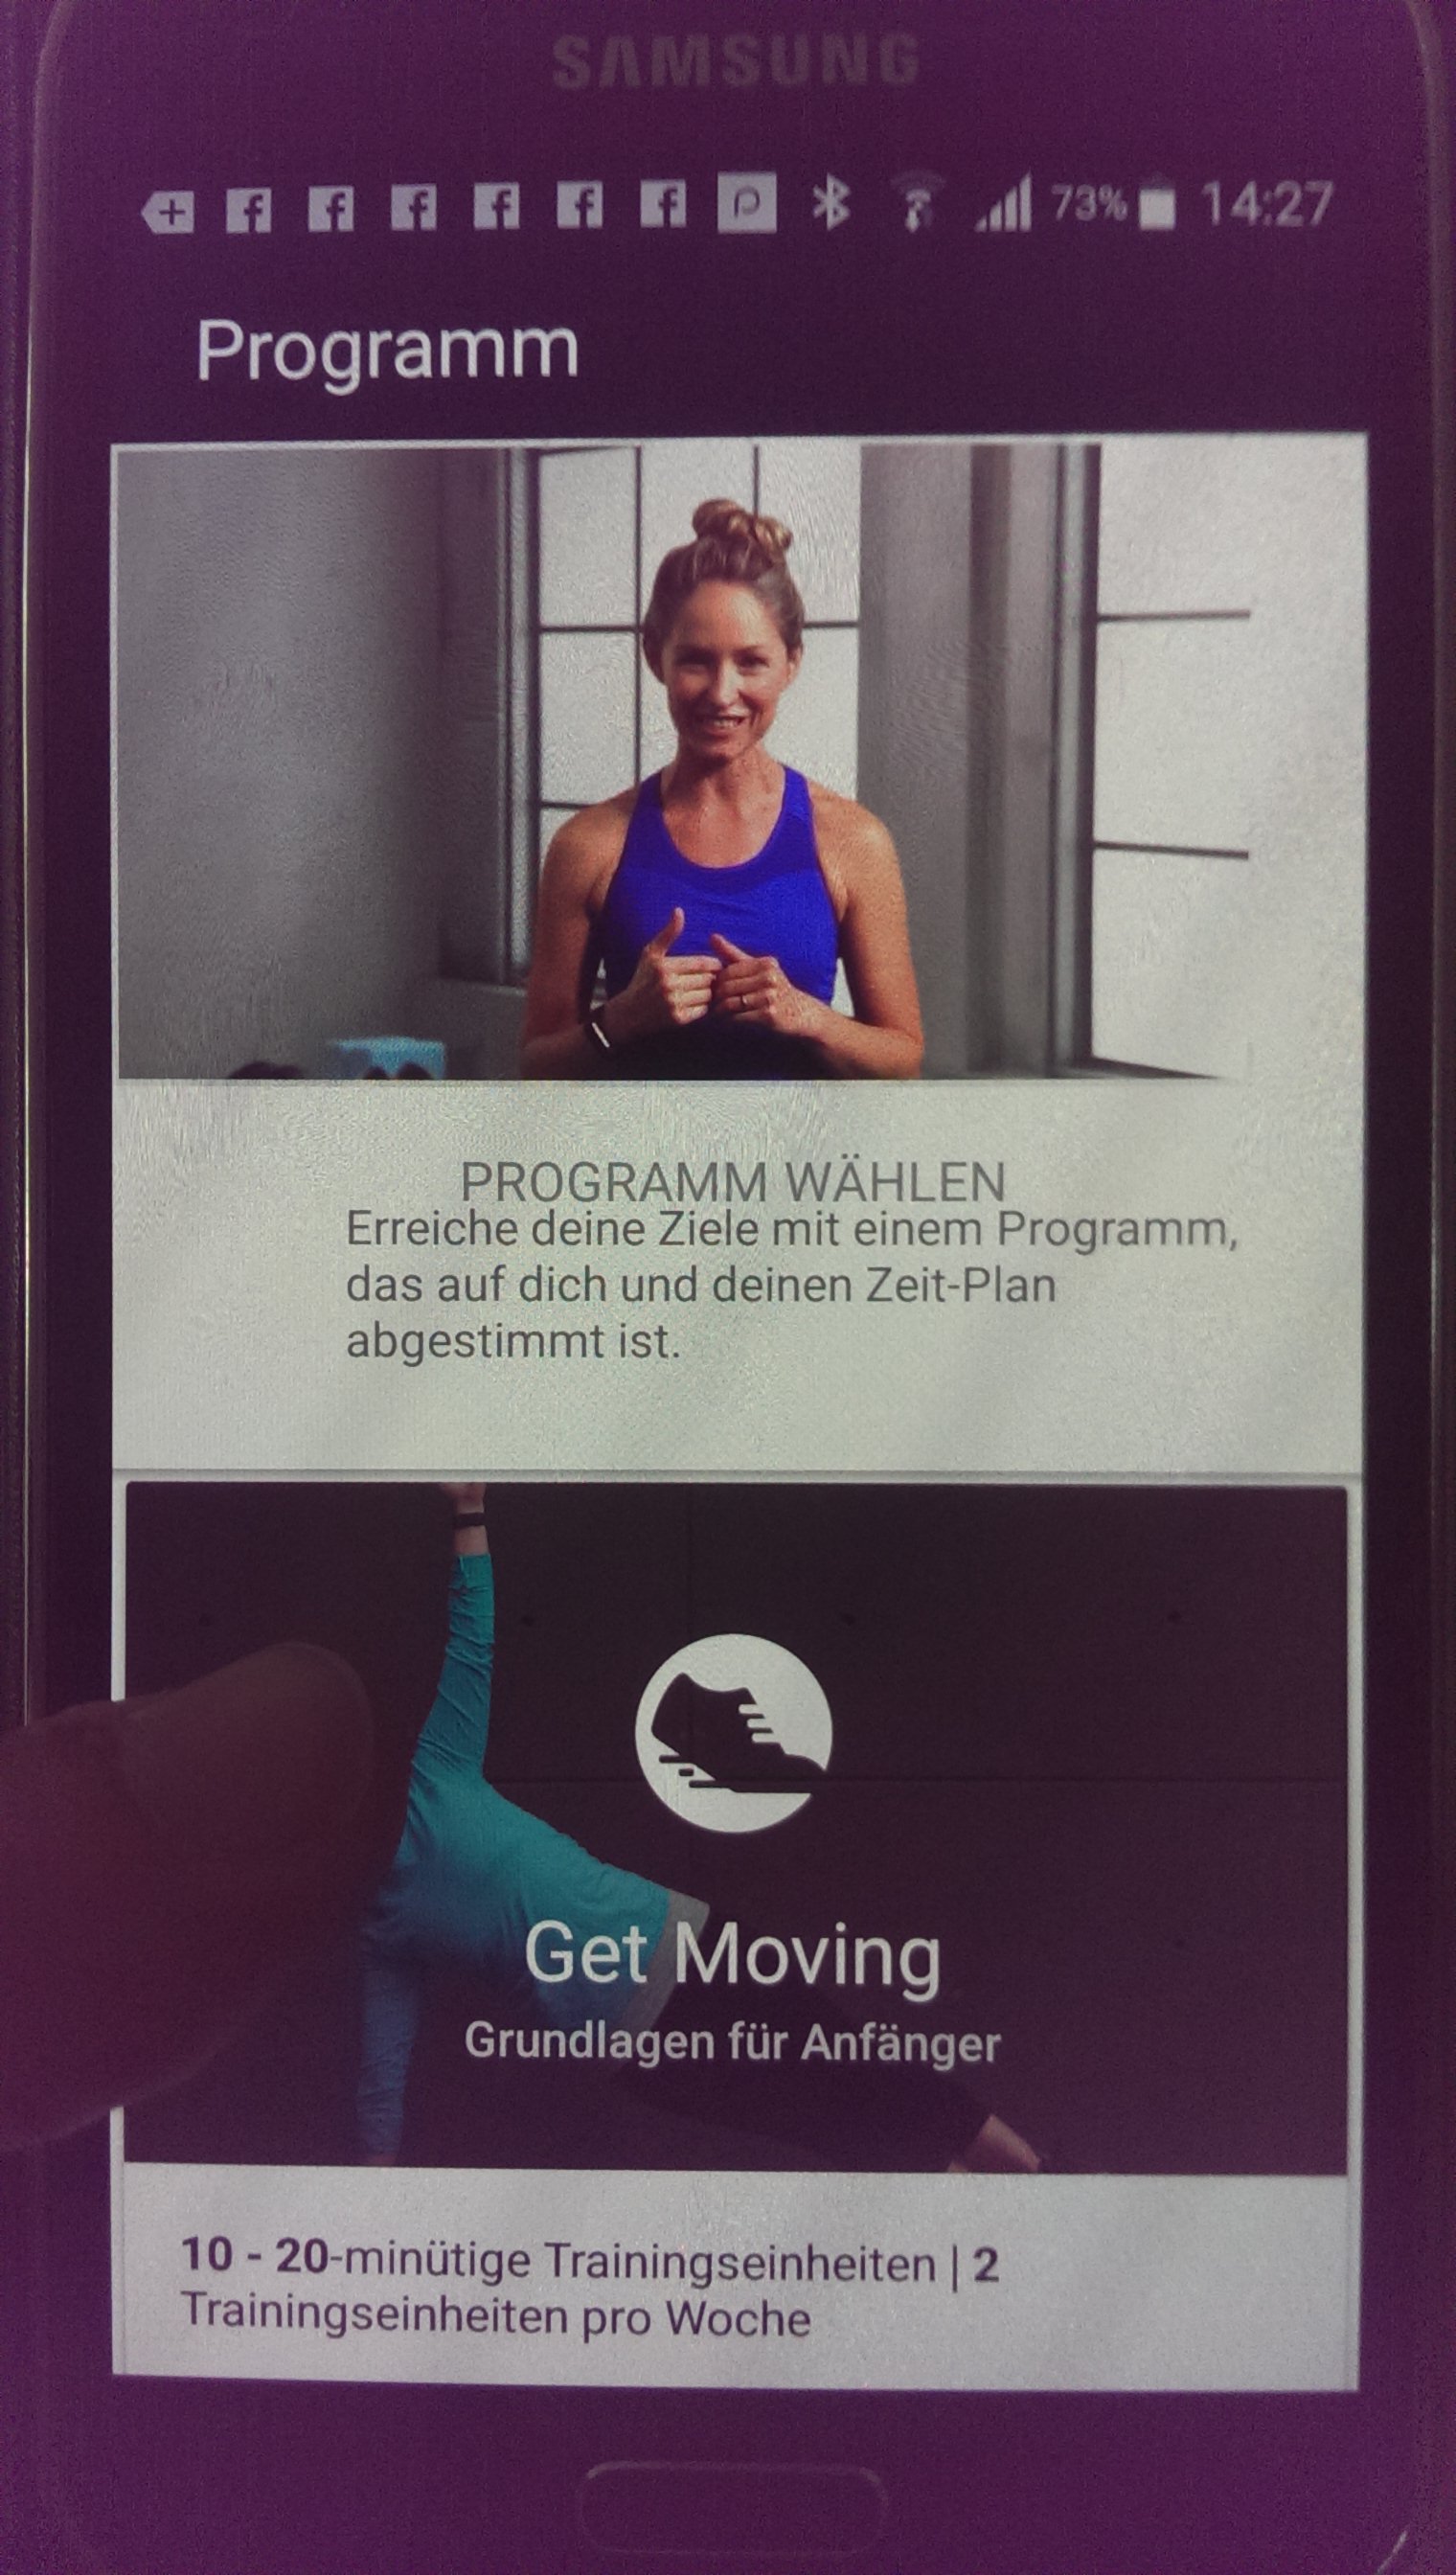 SAMSUNG
73% 14:27
Programm
PROGRAMM WÄHLEN
Erreiche deine Ziele mit einem Programm,
das auf dich und deinen Zeit-Plan
abgestimmt ist.
Get Moving
Grundlagen für Anfänger
10 - 20-minütige Trainingseinheiten | 2
Trainingseinheiten pro Woche